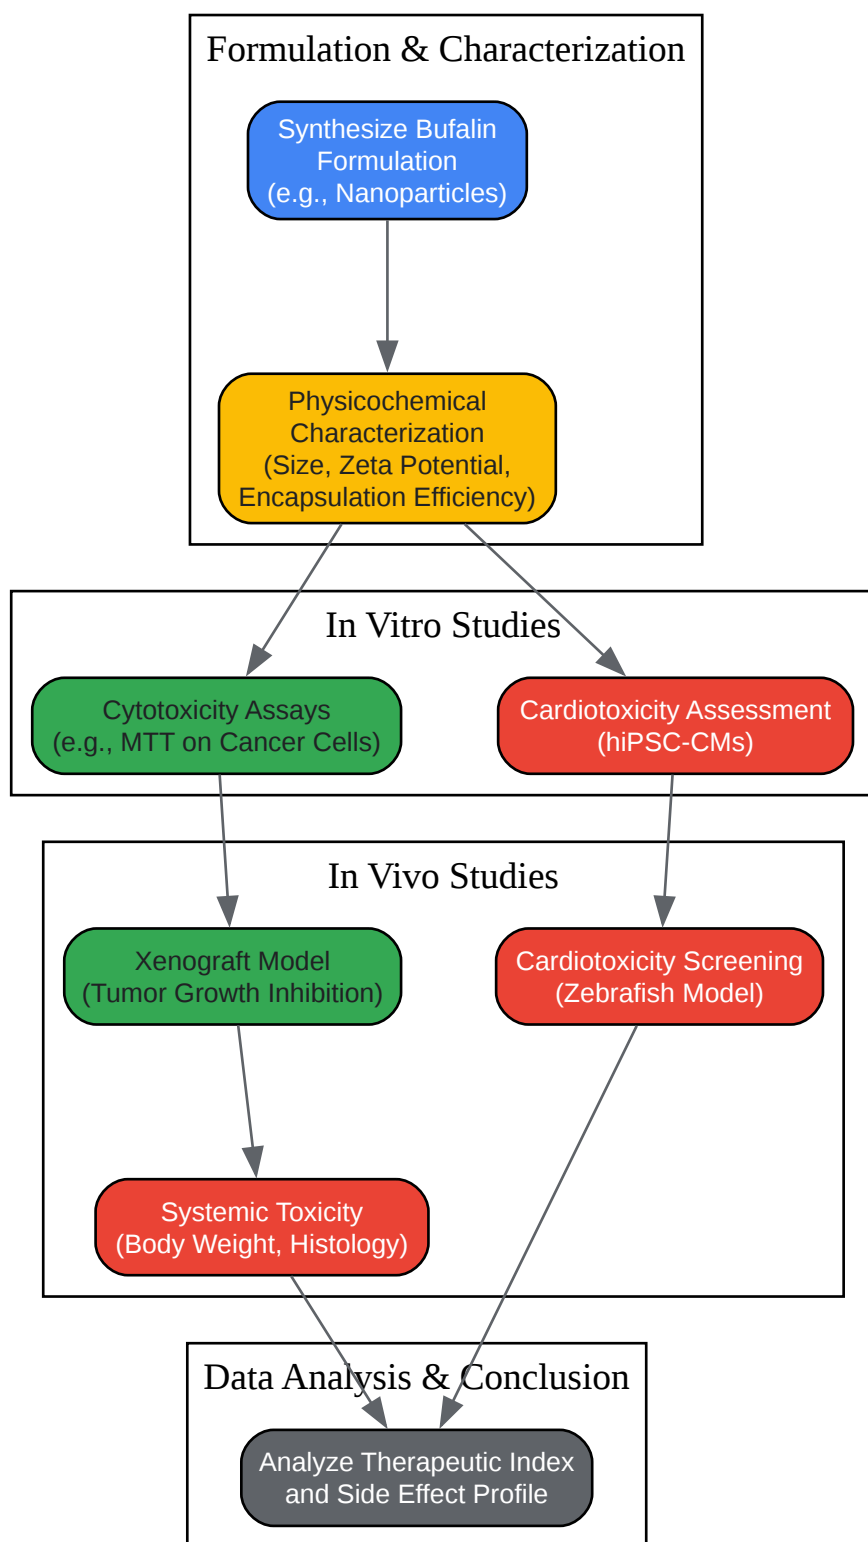 Formulation & Characterization
Synthesize Bufalin
Formulation
(e.g., Nanoparticles)
Physicochemical
Characterization
(Size, Zeta Potential,
Encapsulation Efficiency)
In Vitro Studies
Cytotoxicity Assays
(e.g., MTT on Cancer Cells)
Cardiotoxicity Assessment
(hiPSC-CMs)
In Vivo Studies
Xenograft Model
(Tumor Growth Inhibition)
Cardiotoxicity Screening
(Zebrafish Model)
Systemic Toxicity
(Body Weight, Histology)
Data Analysis & Conclusion
Analyze Therapeutic Index
and Side Effect Profile